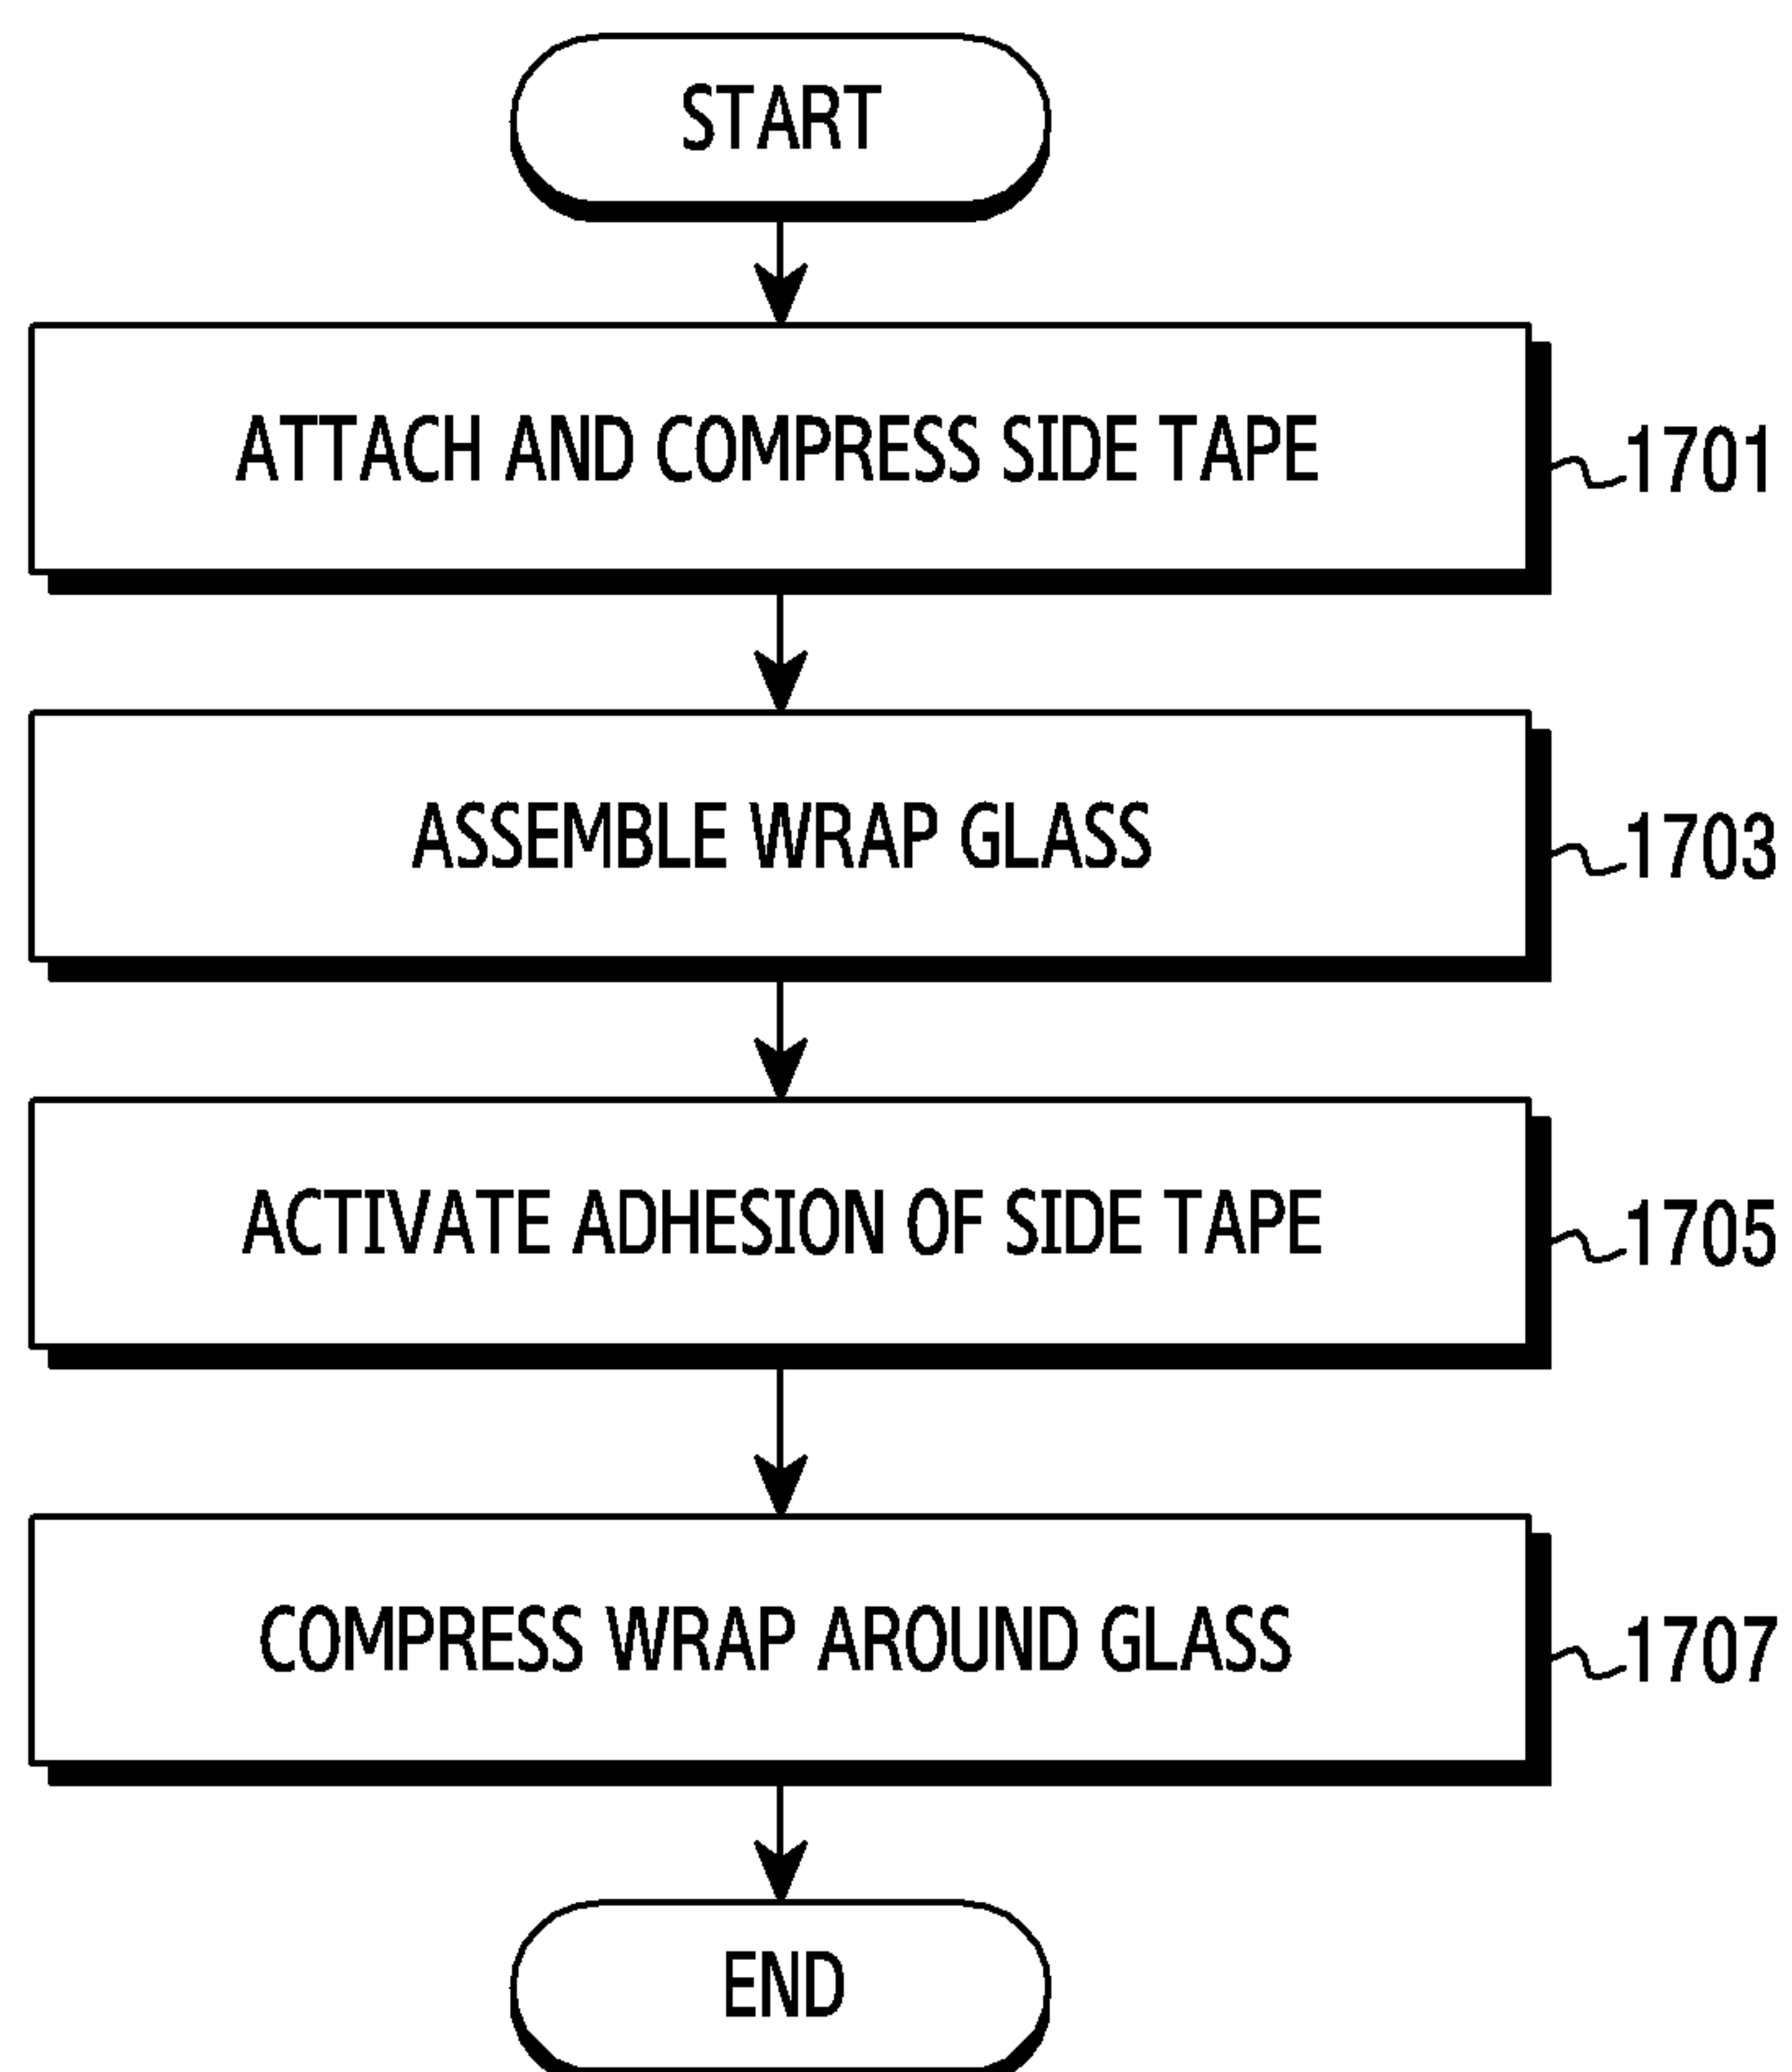 START
ATTACH AND COMPRESS SIDE TAPE
1701
ASSEMBLE WRAP GLASS
1703
ACTIVATE ADHESION OF SIDE TAPE
1705
COMPRESS WRAP AROUND GLASS
1707
END